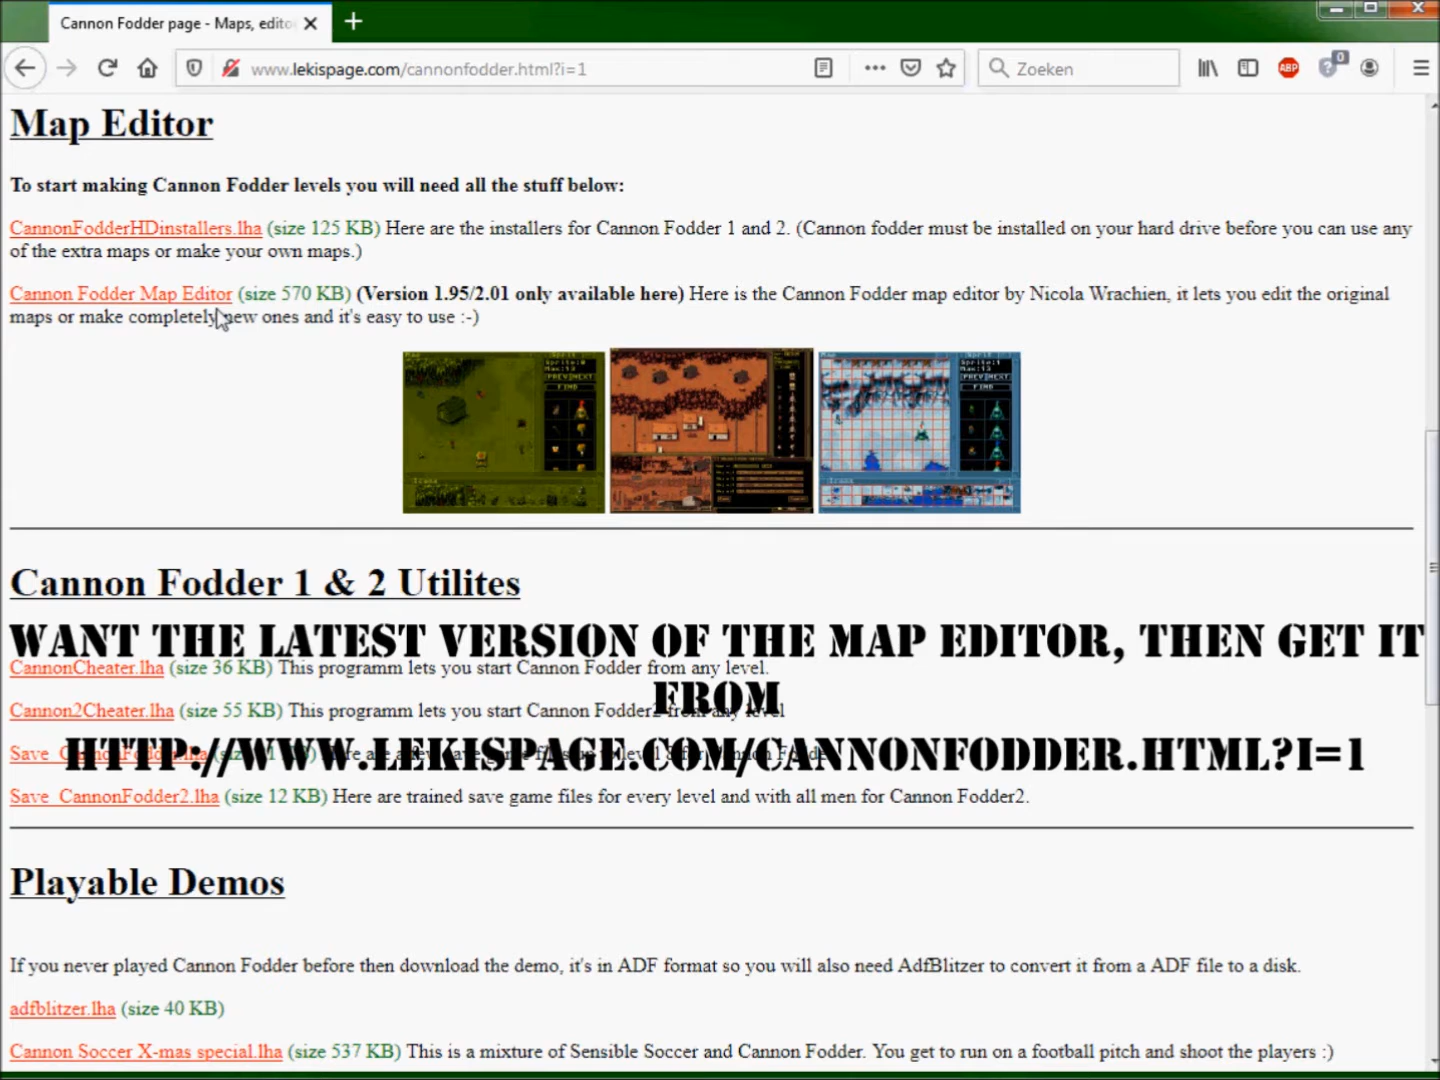 Cannon Fodder page - Maps, edito
www.lekispage.com/cannonfodder.html?i=1
Zoeken
ABP
0
Map Editor
To start making Cannon Fodder levels you will need all the stuff below:
CannonFodderHDinstallers.lha (size 125 KB) Here are the installers for Cannon Fodder 1 and 2. (Cannon fodder must be installed on your hard drive before you can use any
of the extra maps or make your own maps.)
Cannon Fodder Map Editor (size 570 KB) (Version 1.95/2.01 only available here) Here is the Cannon Fodder map editor by Nicola Wrachien, it lets you edit the original
maps or make completely new ones and it's easy to use :-)
Cannon Fodder 1 & 2 Utilites
WANT THE LATEST VERSION OF THE MAP EDITOR, THEN GET IT
CannonCheater.lha (size 36 KB) This programm lets you start Cannon Fodder from any level.
FROM
Cannon2Cheater.lha (size 55 KB) This programm lets you start Cannon Fodder2 from any level
HTTP://WWW.LEKISPAGE.COM/CANNONFODDER.HTML?I=1
Save_CannonFodder2.lha (size 12 KB) Here are trained save game files for every level and with all men for Cannon Fodder2.
Playable Demos
If you never played Cannon Fodder before then download the demo, it's in ADF format so you will also need AdfBlitzer to convert it from a ADF file to a disk.
adfblitzer.lha (size 40 KB)
Cannon Soccer X-mas special.lha (size 537 KB) This is a mixture of Sensible Soccer and Cannon Fodder. You get to run on a football pitch and shoot the players :)